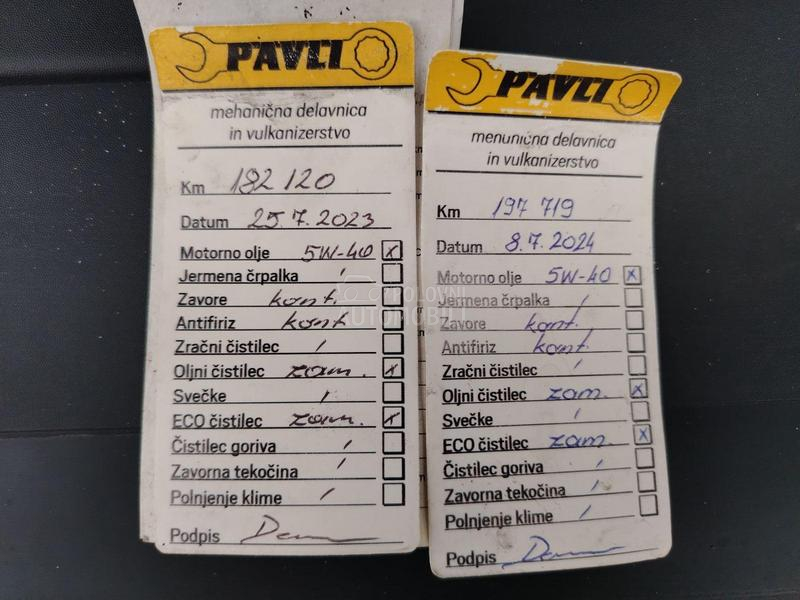 PAVLI
mehanična delavnica
in vulkanizerstvo
Km 182 120
Datum 25.7.2023
Motorno olje 5W-40 X
Jermena črpalka /
Zavore kont.
Antifiriz kont.
Zračni čistilec /
Oljni čistilec zam. X
Svečke /
ECO čistilec zam. X
Čistilec goriva /
Zavorna tekočina /
Polnjenje klime /
Podpis
PAVLI
mehanična delavnica
in vulkanizerstvo
Km 197 719
Datum 8.7.2024
Motorno olje 5W-40 X
Jermena črpalka /
Zavore kont.
Antifiriz kont.
Zračni čistilec /
Oljni čistilec zam. X
Svečke /
ECO čistilec zam. X
Čistilec goriva /
Zavorna tekočina /
Polnjenje klime /
Podpis